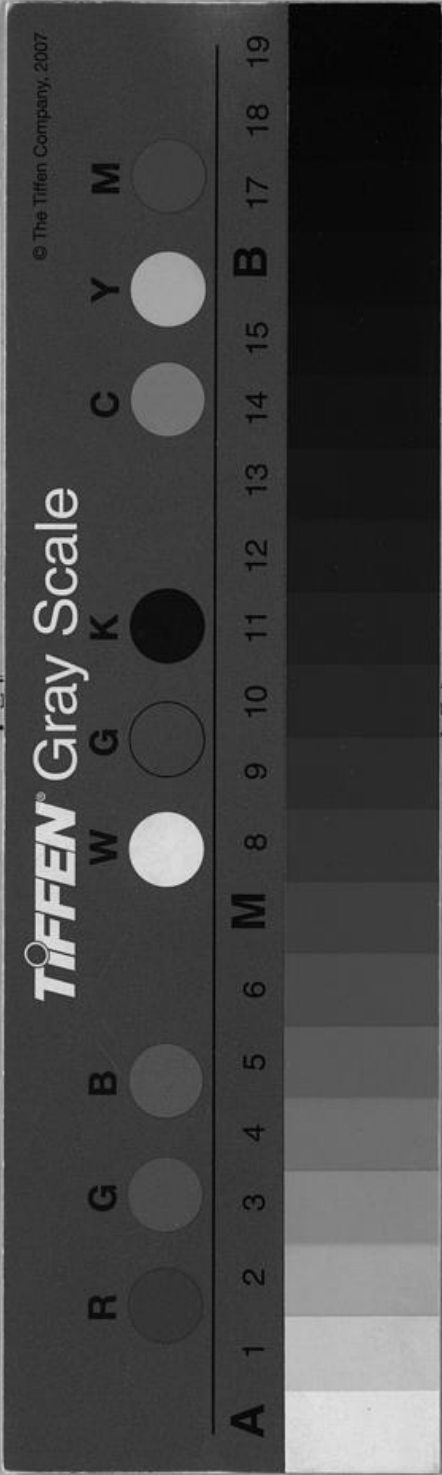 TIFFEN® Gray Scale
© The Tiffen Company, 2007
R G B W G K C Y M
A 1 2 3 4 5 6 M 8 9 10 11 12 13 14 15 B 17 18 19